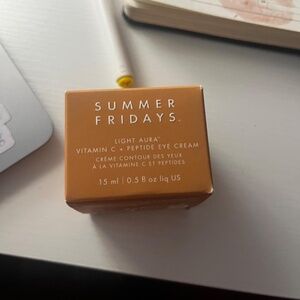 SUMMER
FRIDAYS.
LIGHT AURA™
VITAMIN C + PEPTIDE EYE CREAM
CRÈME CONTOUR DES YEUX
À LA VITAMINE C ET PEPTIDES
15 ml | 0.5 fl oz liq US